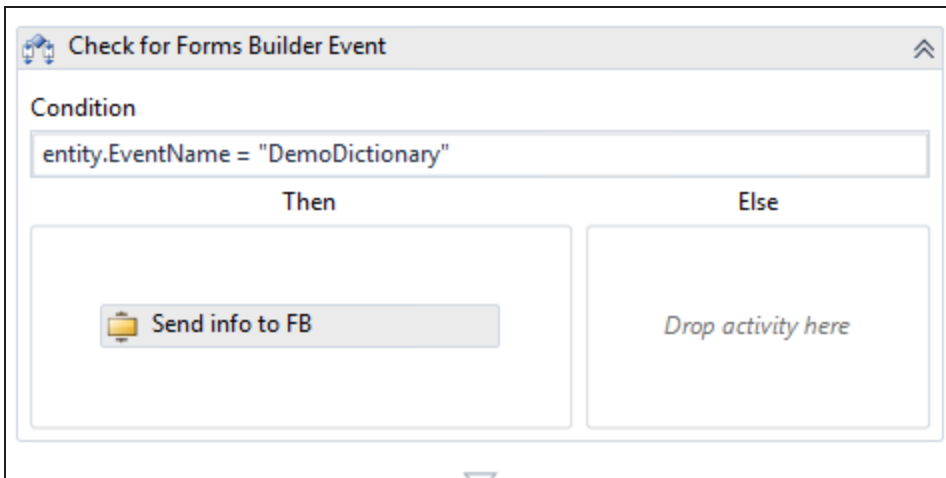 Check for Forms Builder Event
Condition
entity.EventName = "DemoDictionary"
Then
Else
Send info to FB
Drop activity here